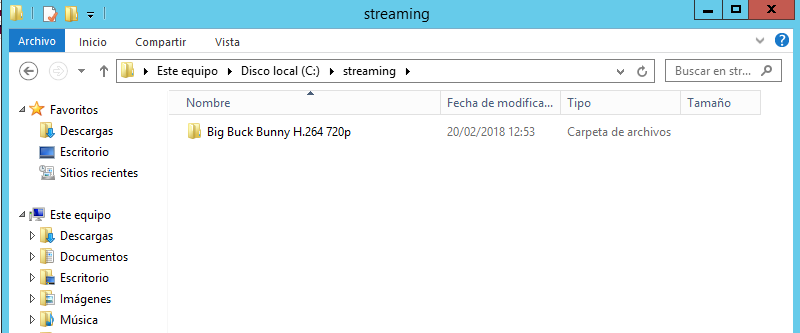 streaming
Archivo Inicio Compartir Vista
Este equipo Disco local (C:) streaming Buscar en str...
Nombre Fecha de modifica... Tipo Tamaño
Big Buck Bunny H.264 720p 20/02/2018 12:53 Carpeta de archivos
Favoritos
Descargas
Escritorio
Sitios recientes
Este equipo
Descargas
Documentos
Escritorio
Imágenes
Música